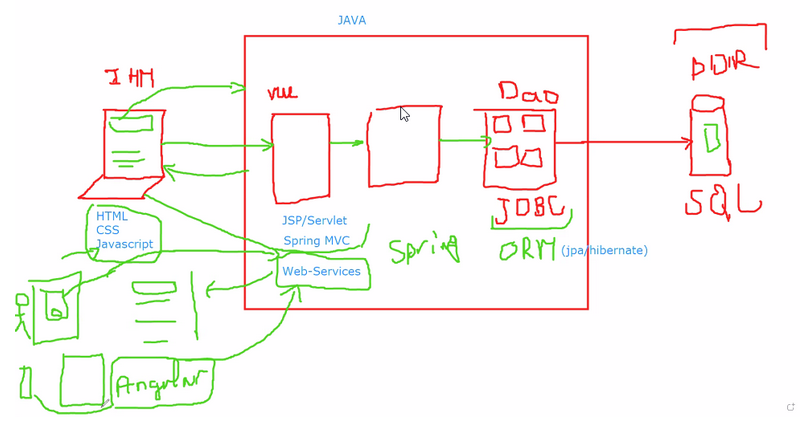 JAVA
IHM
vue
Dao
HTML
CSS
Javascript
JSP/Servlet
Spring MVC
Web-Services
Spring
JDBC
ORM (jpa/hibernate)
SQL
Angular